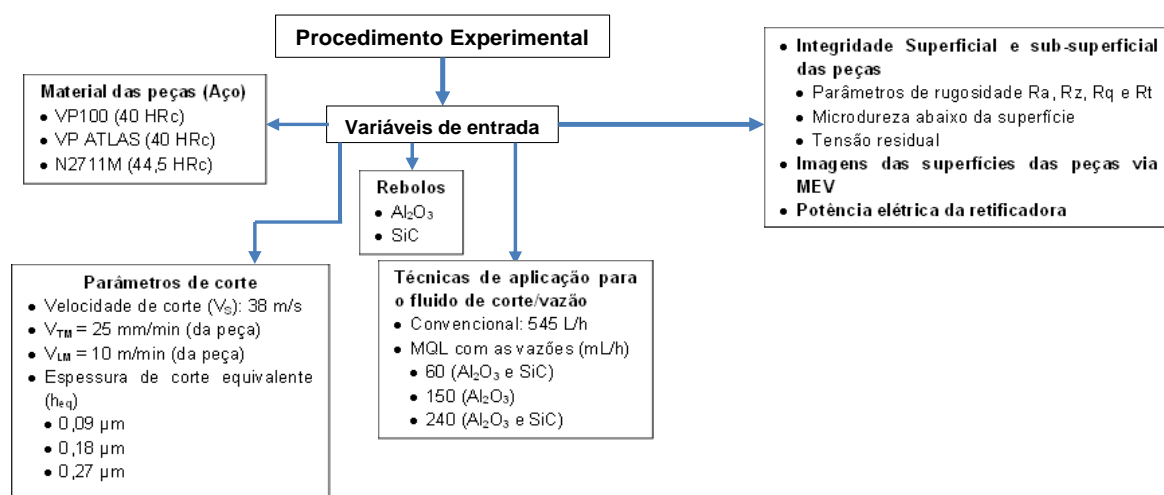 Procedimento Experimental
Material das peças (Aço)
• VP100 (40 HRc)
• VP ATLAS (40 HRc)
• N2711M (44,5 HRc)
Variáveis de entrada
• Integridade Superficial e sub-superficial
das peças
• Parâmetros de rugosidade Ra, Rz, Rq e Rt
• Microdureza abaixo da superfície
• Tensão residual
• Imagens das superfícies das peças via
MEV
• Potência elétrica da retificadora
Rebolos
• Al₂O₃
• SiC
Parâmetros de corte
• Velocidade de corte (Vₛ): 38 m/s
• V_TM = 25 mm/min (da peça)
• V_LM = 10 m/min (da peça)
• Espessura de corte equivalente
(h_eq)
• 0,09 µm
• 0,18 µm
• 0,27 µm
Técnicas de aplicação para
o fluido de corte/vazão
• Convencional: 545 L/h
• MQL com as vazões (mL/h)
• 60 (Al₂O₃ e SiC)
• 150 (Al₂O₃)
• 240 (Al₂O₃ e SiC)